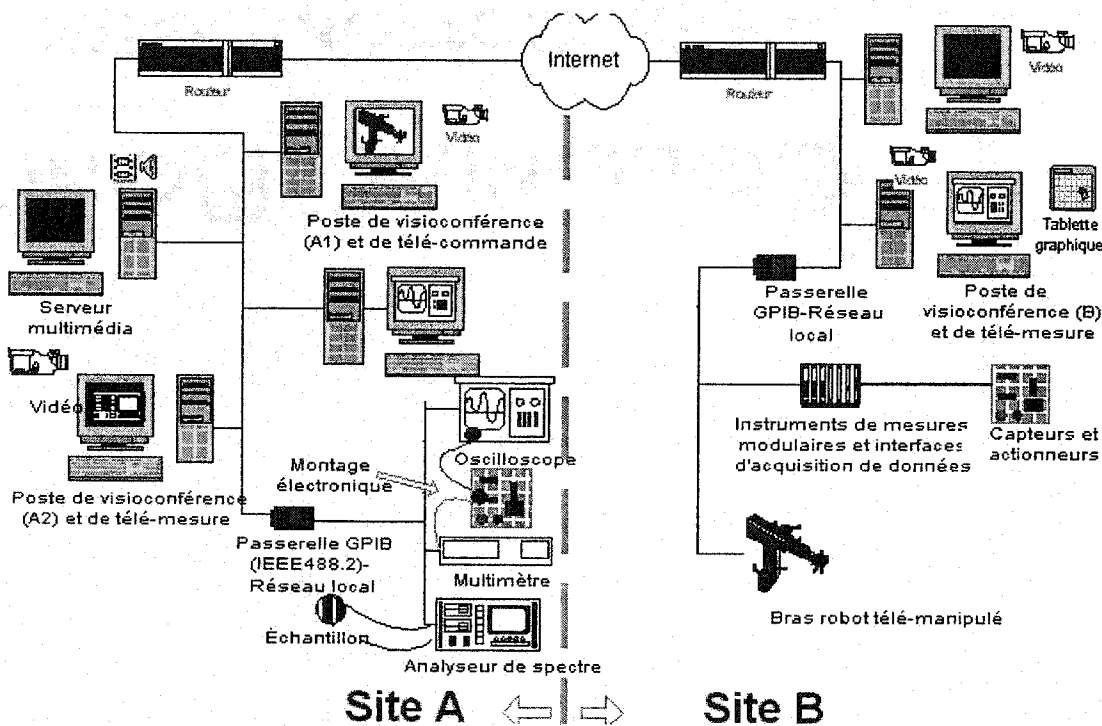 Internet
Routeur
Routeur
Vidéo
Vidéo
Poste de visioconférence
(A1) et de télé-commande
Serveur
multimédia
Vidéo
Poste de visioconférence
(A2) et de télé-mesure
Montage
électronique
Oscilloscope
Passerelle GPIB
(IEEE488.2)-
Réseau local
Multimètre
Échantillon
Analyseur de spectre
Site A
Vidéo
Tablette
graphique
Passerelle
GPIB-Réseau
local
Poste de
visioconférence (B)
et de télé-mesure
Instruments de mesures
modulaires et interfaces
d'acquisition de données
Capteurs et
actionneurs
Bras robot télé-manipulé
Site B